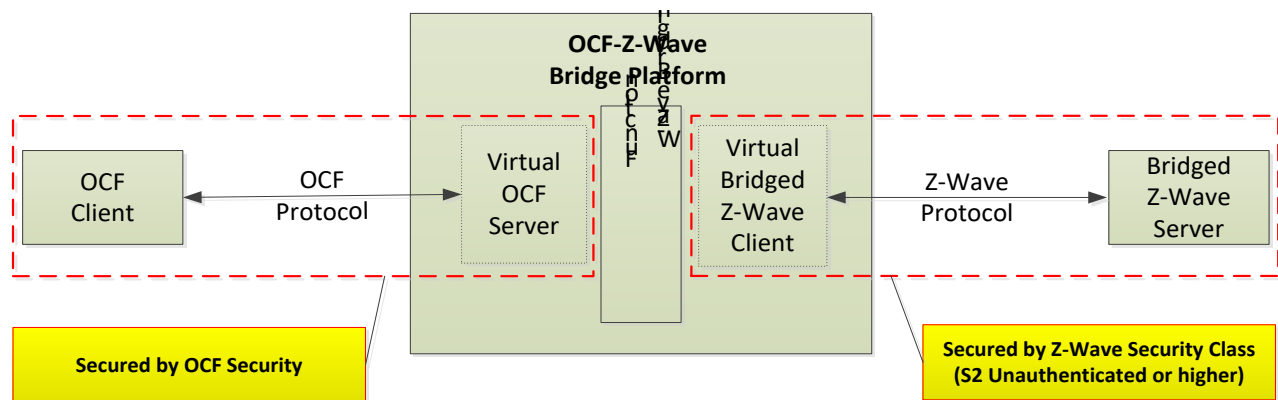 OCF-Z-Wave
Bridge Platform
OCF
Client
OCF
Protocol
Virtual
OCF
Server
Virtual
Bridged
Z-Wave
Client
Z-Wave
Protocol
Bridged
Z-Wave
Server
Secured by OCF Security
Secured by Z-Wave Security Class
(S2 Unauthenticated or higher)